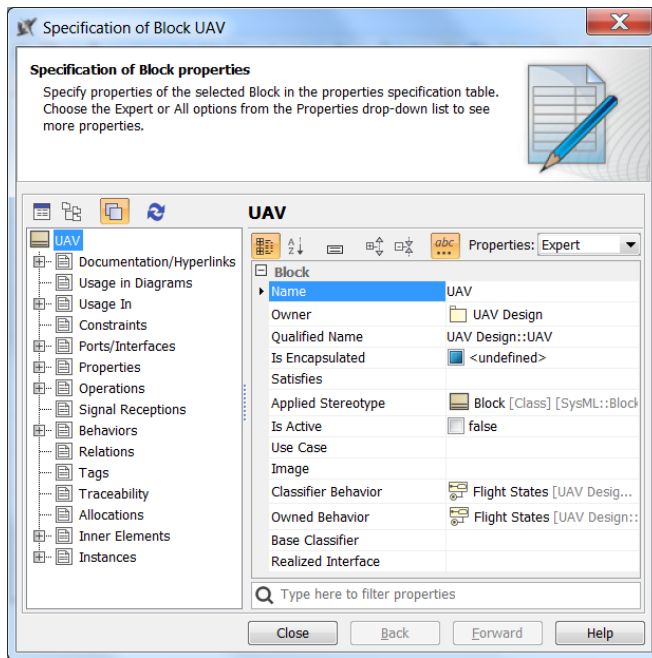 Specification of Block UAV
X
Specification of Block properties
Specify properties of the selected Block in the properties specification table.
Choose the Expert or All options from the Properties drop-down list to see
more properties.
UAV
Properties: Expert
UAV
Documentation/Hyperlinks
Usage in Diagrams
Usage In
Constraints
Ports/Interfaces
Properties
Operations
Signal Receptions
Behaviors
Relations
Tags
Traceability
Allocations
Inner Elements
Instances
abc
Block
Name UAV
Owner UAV Design
Qualified Name UAV Design::UAV
Is Encapsulated <undefined>
Satisfies
Applied Stereotype Block [Class] [SysML::Block
Is Active false
Use Case
Image
Classifier Behavior Flight States [UAV Desig...
Owned Behavior Flight States [UAV Design::
Base Classifier
Realized Interface
Type here to filter properties
Close Back Forward Help